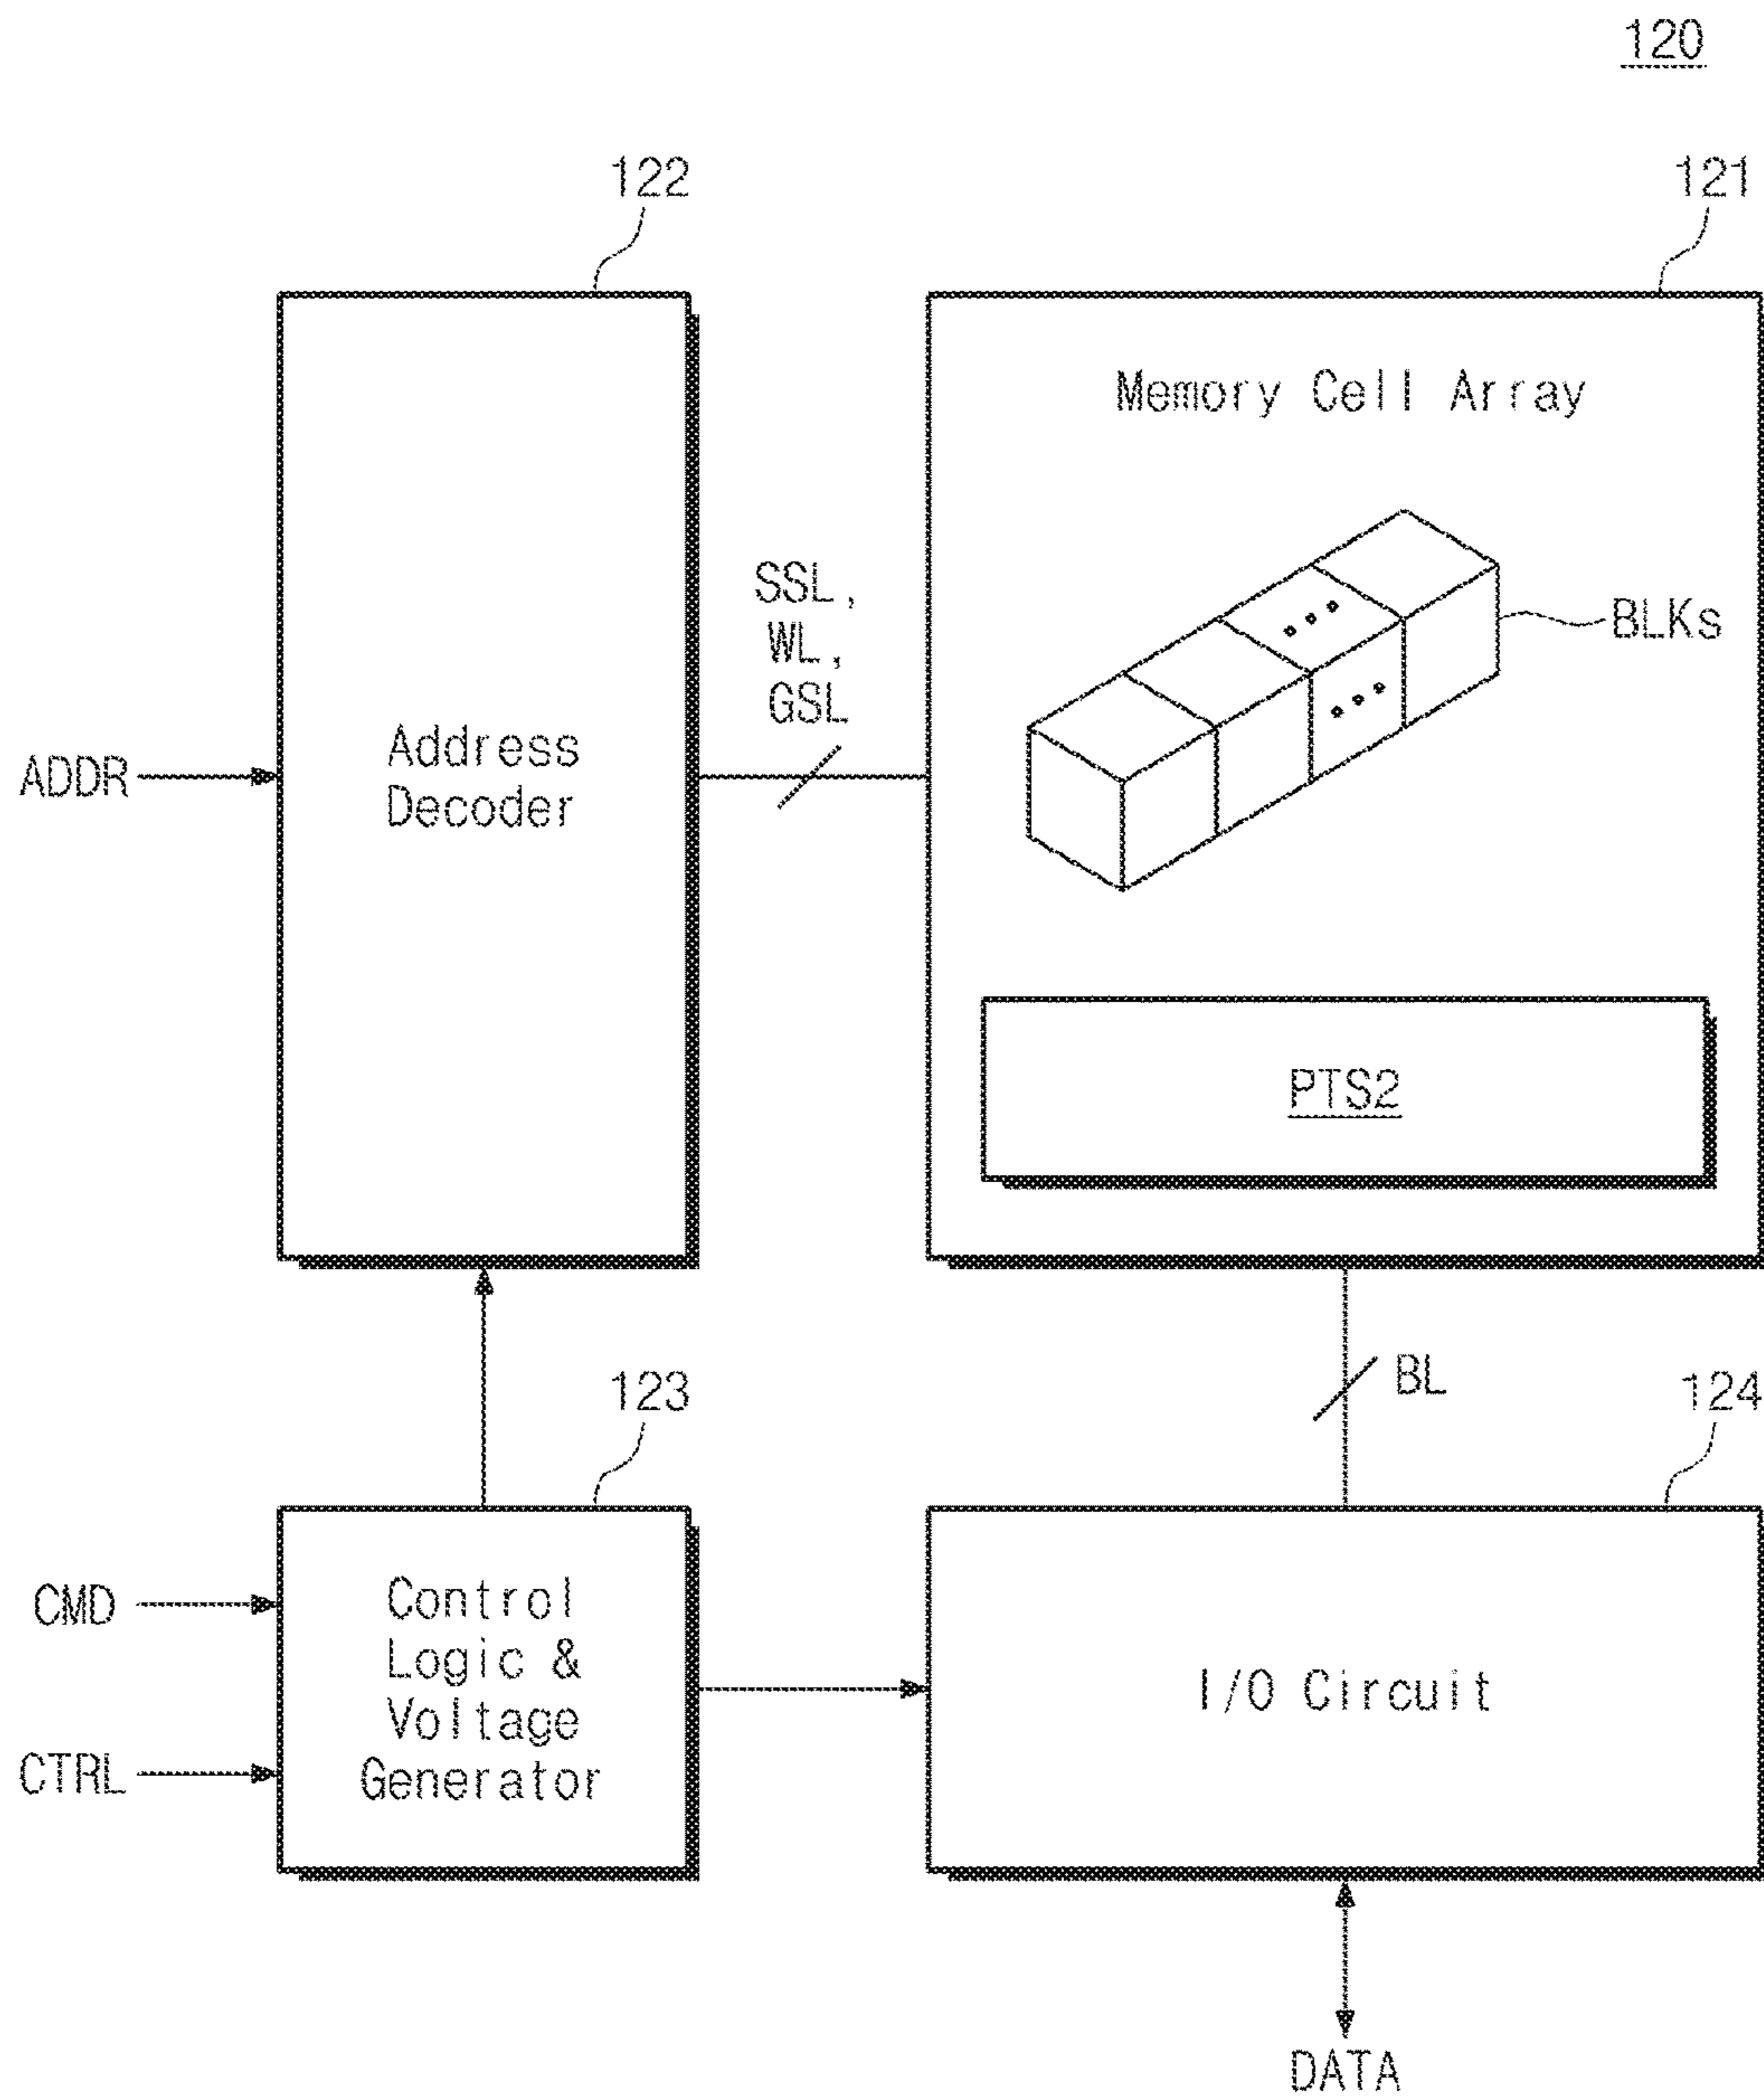 120
122
121
Memory Cell Array
SSL,
WL,
GSL
BLKs
ADDR
Address
Decoder
PTS2
123
BL
124
CMD
CTRL
Control
Logic &
Voltage
Generator
I/O Circuit
DATA